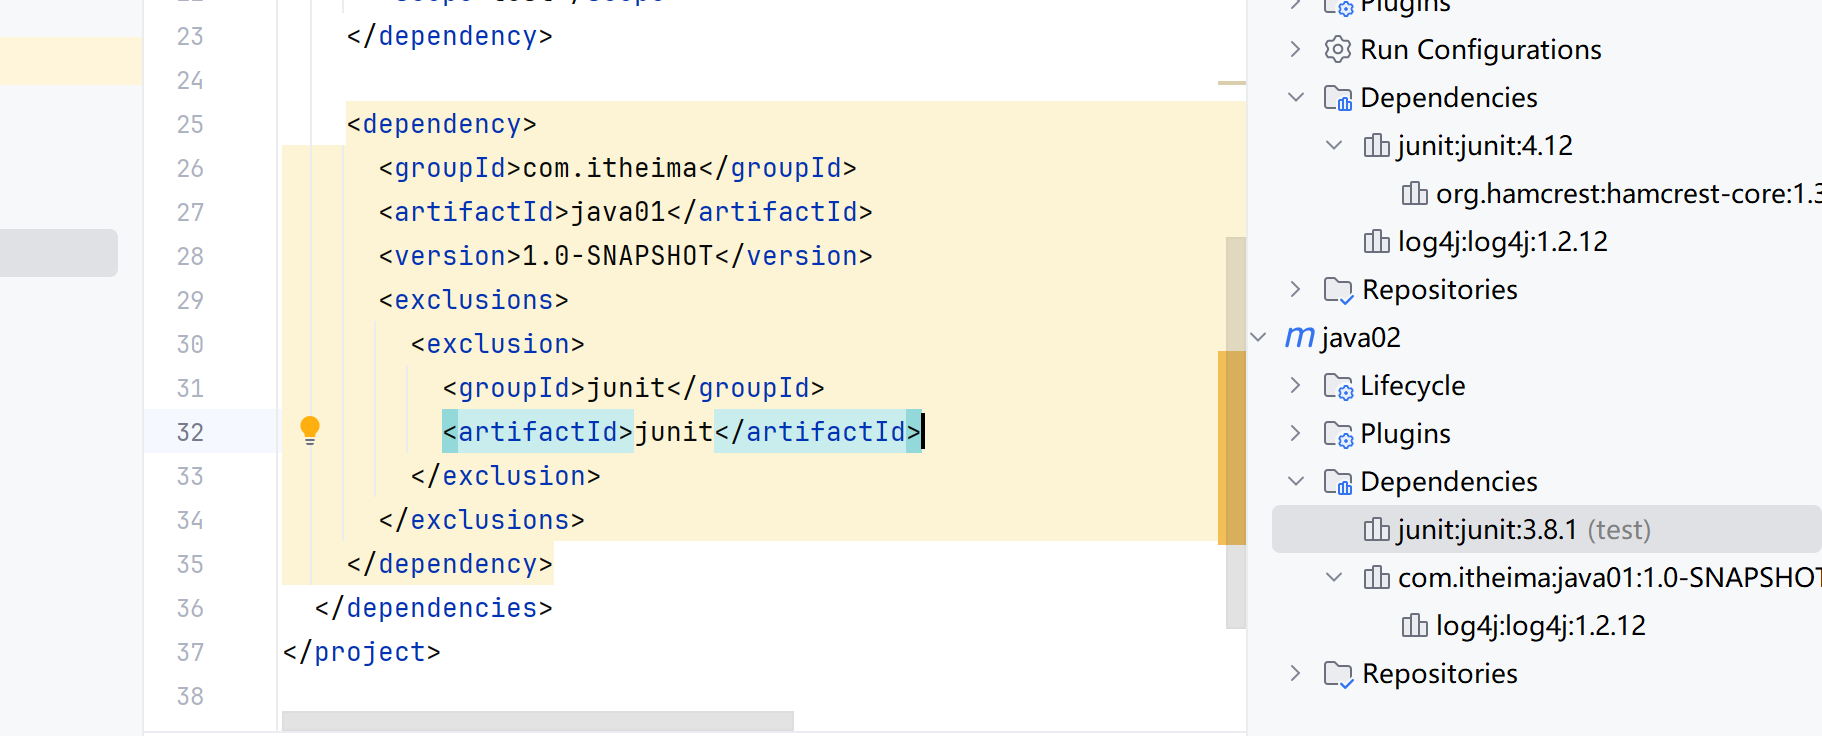 23 </dependency>
24
25 <dependency>
26 <groupId>com.itheima</groupId>
27 <artifactId>java01</artifactId>
28 <version>1.0-SNAPSHOT</version>
29 <exclusions>
30 <exclusion>
31 <groupId>junit</groupId>
32 <artifactId>junit</artifactId>
33 </exclusion>
34 </exclusions>
35 </dependency>
36 </dependencies>
37 </project>
38
Plugins
Run Configurations
Dependencies
junit:junit:4.12
org.hamcrest:hamcrest-core:1.3
log4j:log4j:1.2.12
Repositories
m java02
Lifecycle
Plugins
Dependencies
junit:junit:3.8.1 (test)
com.itheima:java01:1.0-SNAPSHOT
log4j:log4j:1.2.12
Repositories